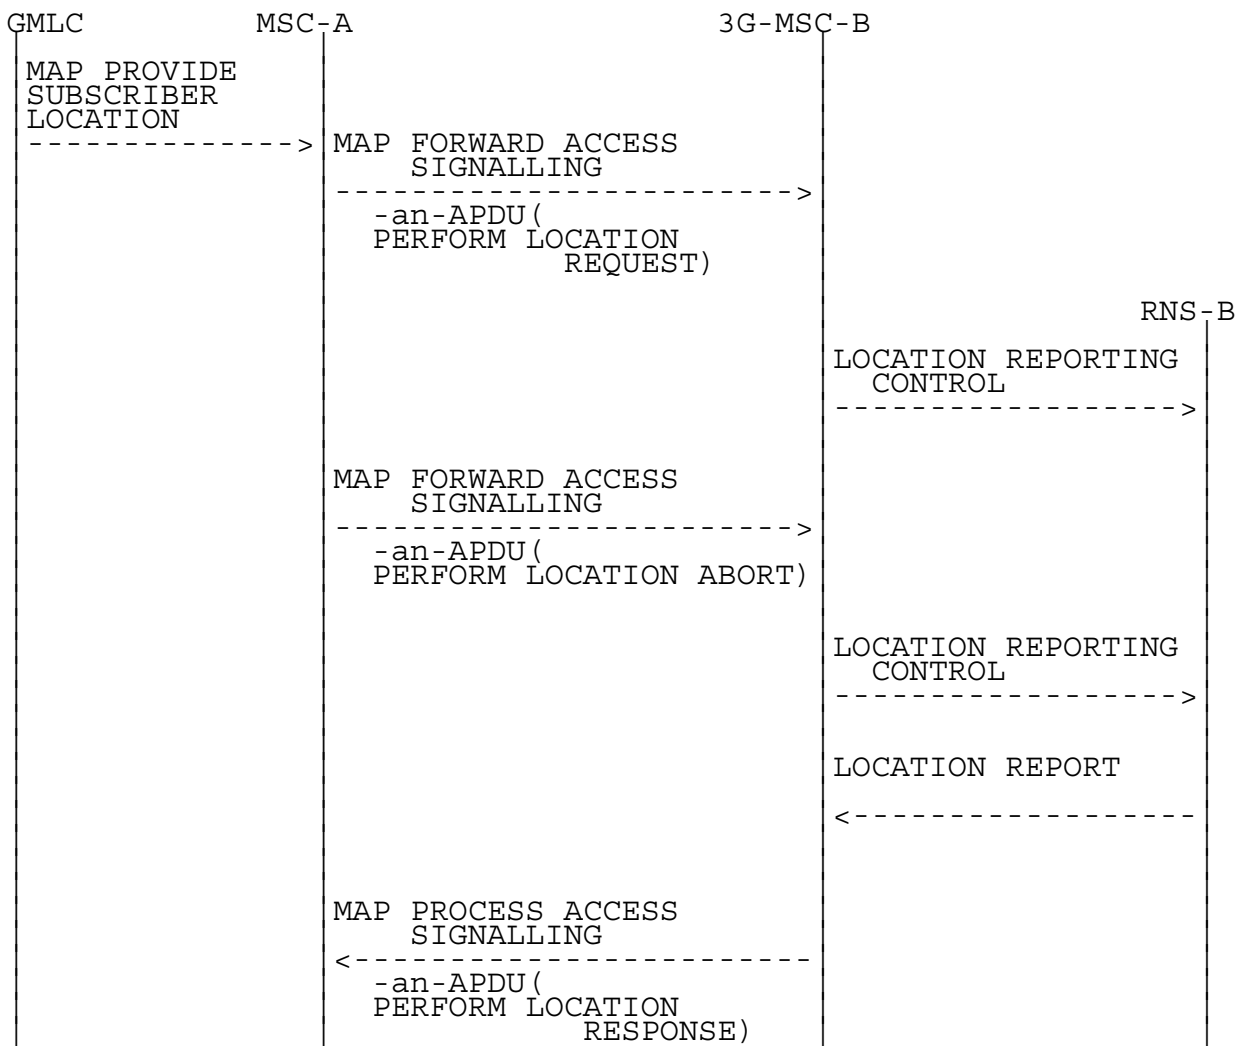 GMLC MSC-A 3G-MSC-B
MAP PROVIDE
SUBSCRIBER
LOCATION
-------------->
MAP FORWARD ACCESS
SIGNALLING
------------------------>
-an-APDU(
PERFORM LOCATION
REQUEST)
RNS-B
LOCATION REPORTING
CONTROL
------------------>
MAP FORWARD ACCESS
SIGNALLING
------------------------>
-an-APDU(
PERFORM LOCATION ABORT)
LOCATION REPORTING
CONTROL
------------------>
LOCATION REPORT
<------------------
MAP PROCESS ACCESS
SIGNALLING
<------------------------
-an-APDU(
PERFORM LOCATION
RESPONSE)